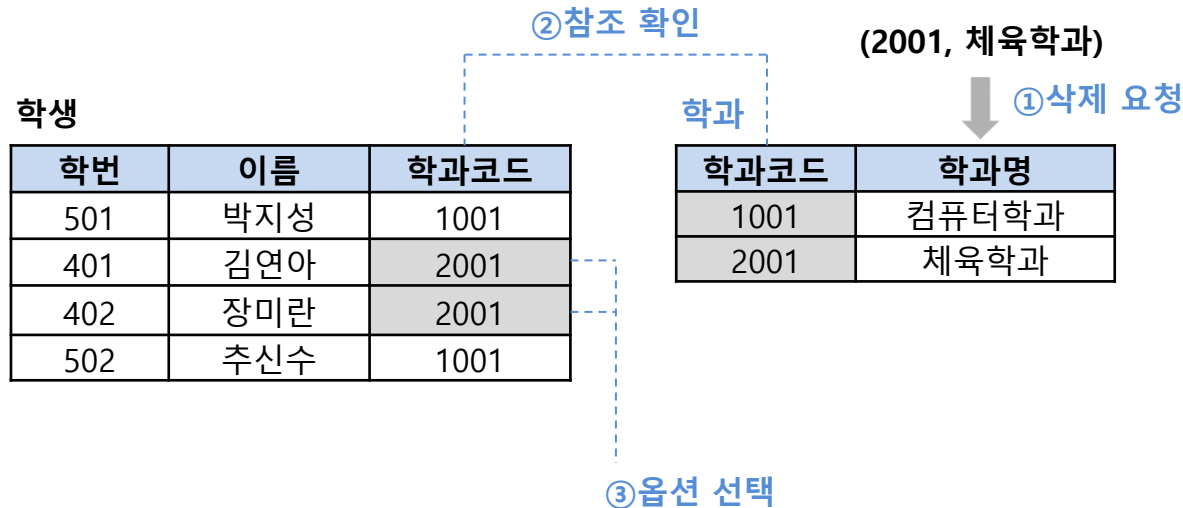 ②참조 확인
(2001, 체육학과)
①삭제 요청
학생
학번 이름 학과코드
501 박지성 1001
401 김연아 2001
402 장미란 2001
502 추신수 1001
학과
학과코드 학과명
1001 컴퓨터학과
2001 체육학과
③옵션 선택